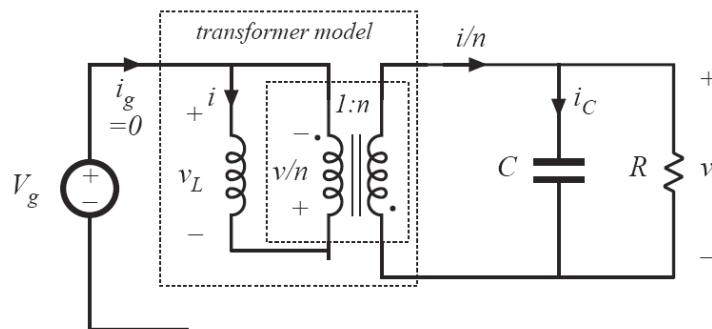 transformer model
i/n
+
i_g
=0
i
1:n
i_C
+
–
V_g
+
–
v_L
v/n
C
R
v
+
–
–